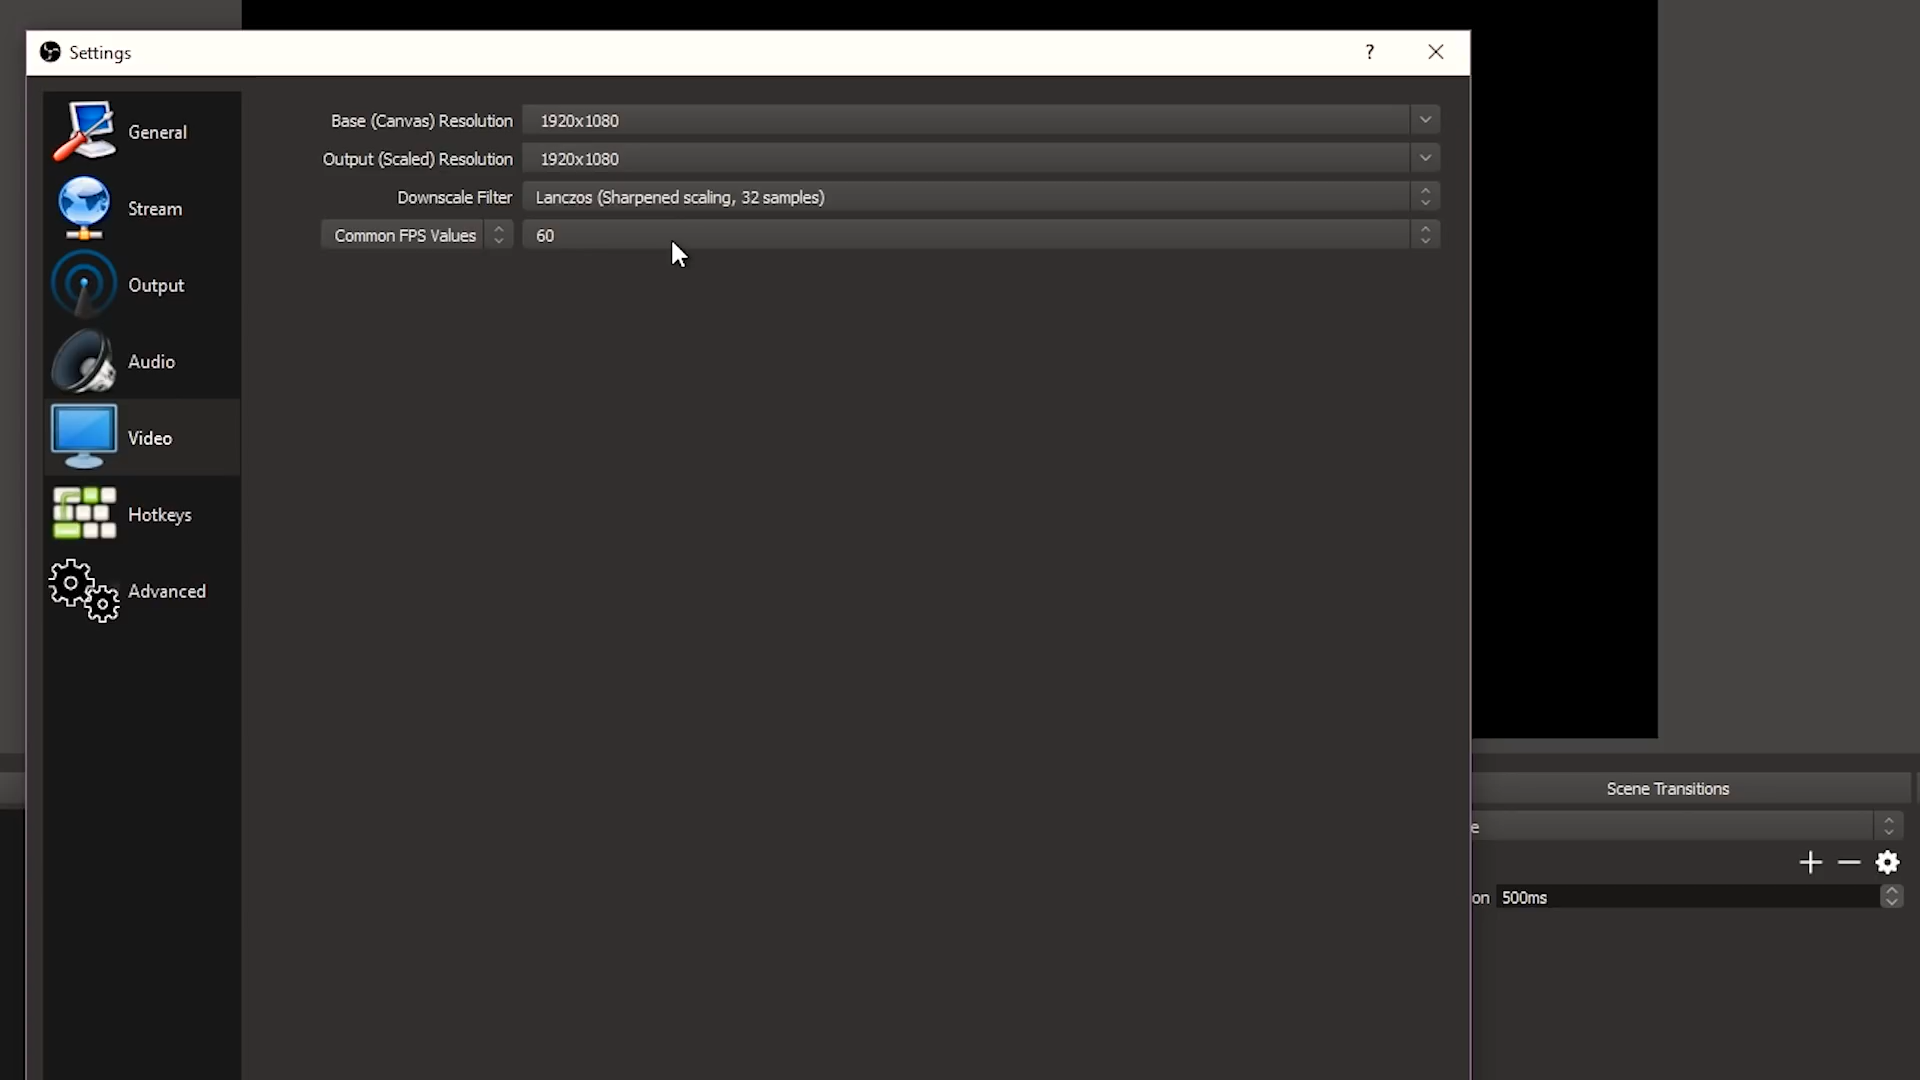 Settings
?
General
Stream
Output
Audio
Video
Hotkeys
Advanced
Base (Canvas) Resolution 1920x1080
Output (Scaled) Resolution 1920x1080
Downscale Filter Lanczos (Sharpened scaling, 32 samples)
Common FPS Values 60
Scene Transitions
e
on 500ms